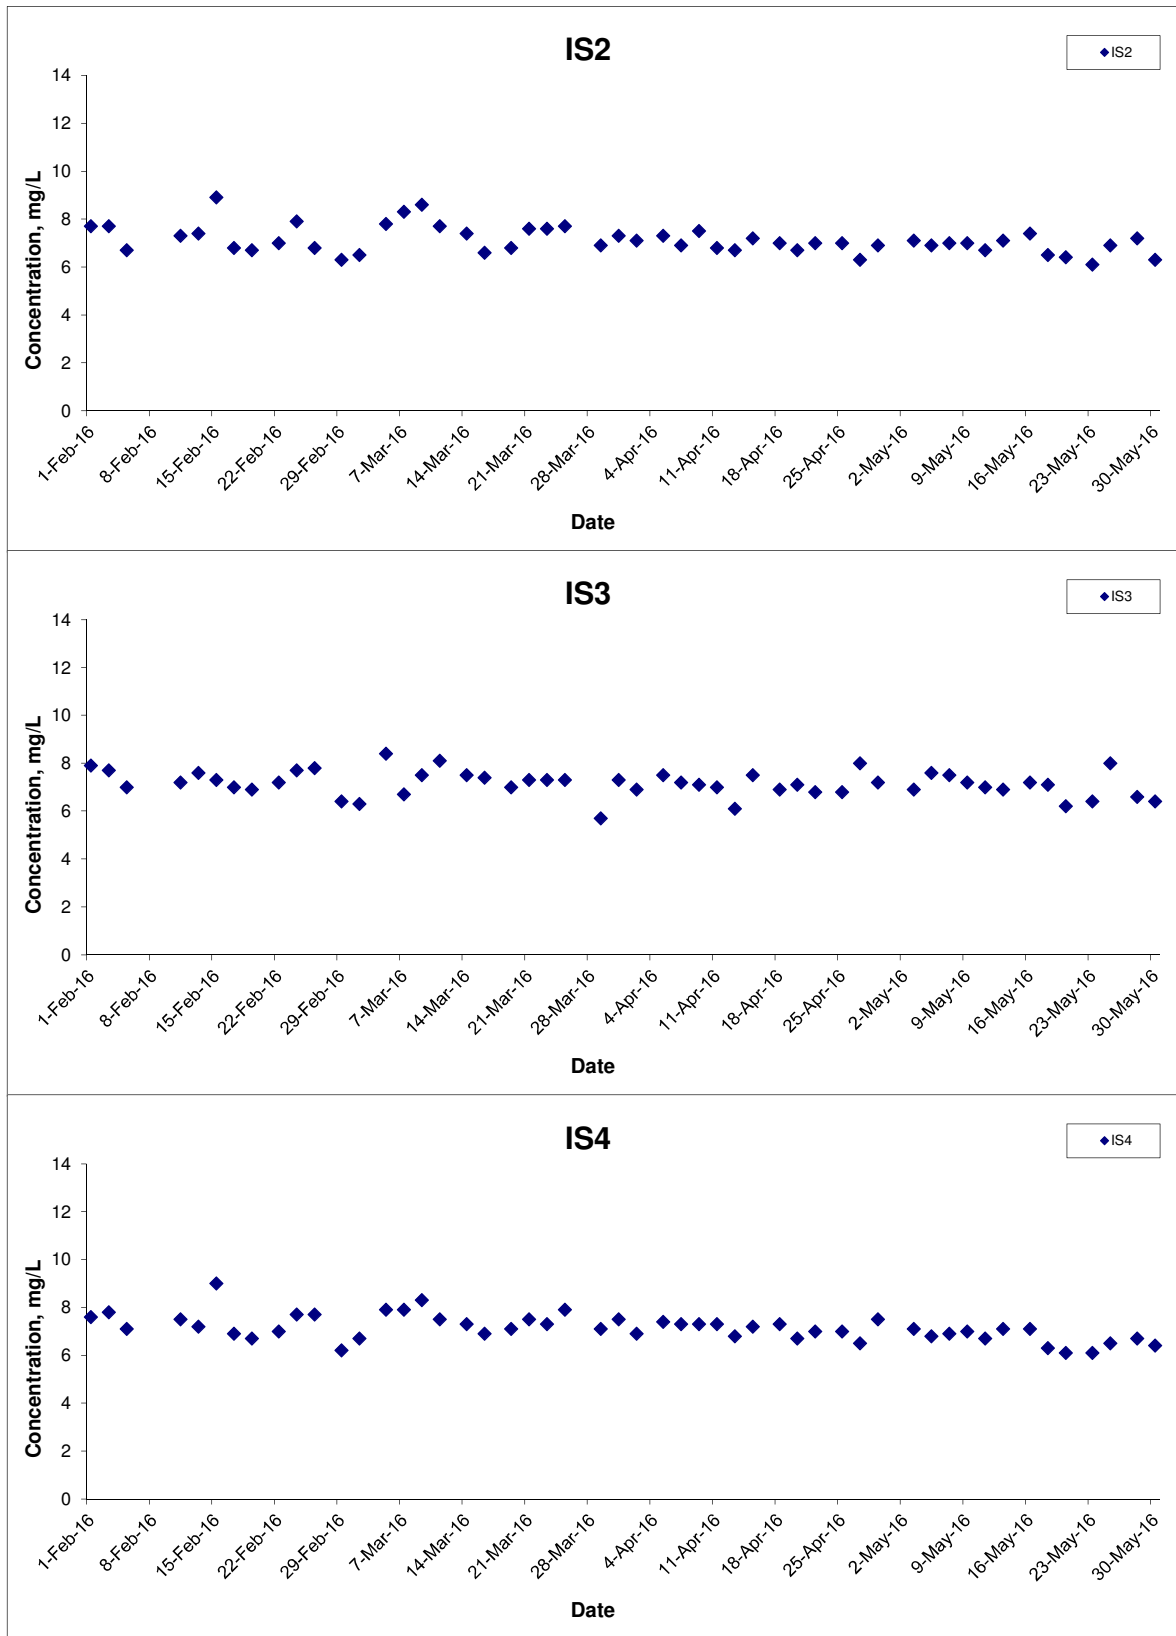 IS2
IS2
14
12
10
8
6
4
2
0
Concentration, mg/L
1-Feb-16
8-Feb-16
15-Feb-16
22-Feb-16
29-Feb-16
7-Mar-16
14-Mar-16
21-Mar-16
28-Mar-16
4-Apr-16
11-Apr-16
18-Apr-16
25-Apr-16
2-May-16
9-May-16
16-May-16
23-May-16
30-May-16
Date
IS3
IS3
14
12
10
8
6
4
2
0
Concentration, mg/L
1-Feb-16
8-Feb-16
15-Feb-16
22-Feb-16
29-Feb-16
7-Mar-16
14-Mar-16
21-Mar-16
28-Mar-16
4-Apr-16
11-Apr-16
18-Apr-16
25-Apr-16
2-May-16
9-May-16
16-May-16
23-May-16
30-May-16
Date
IS4
IS4
14
12
10
8
6
4
2
0
Concentration, mg/L
1-Feb-16
8-Feb-16
15-Feb-16
22-Feb-16
29-Feb-16
7-Mar-16
14-Mar-16
21-Mar-16
28-Mar-16
4-Apr-16
11-Apr-16
18-Apr-16
25-Apr-16
2-May-16
9-May-16
16-May-16
23-May-16
30-May-16
Date